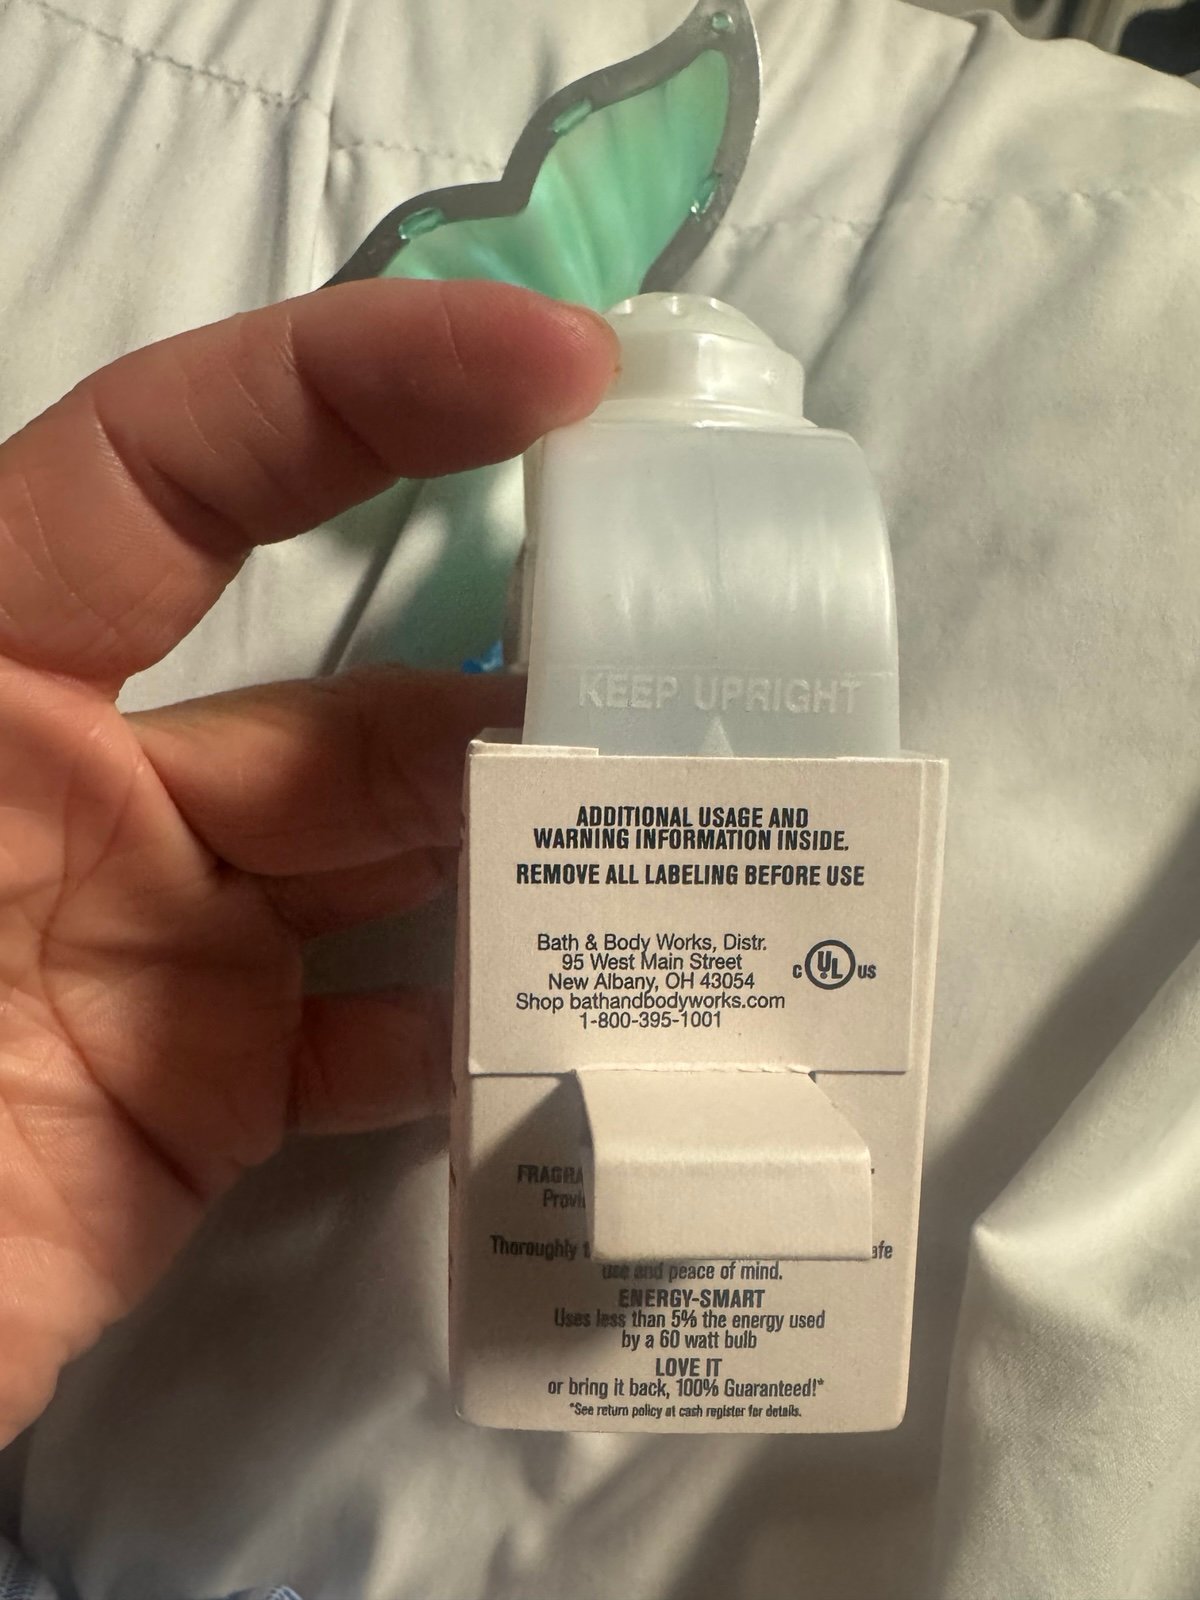 KEEP UPRIGHT
ADDITIONAL USAGE AND
WARNING INFORMATION INSIDE.
REMOVE ALL LABELING BEFORE USE
Bath & Body Works, Distr.
95 West Main Street
New Albany, OH 43054
Shop bathandbodyworks.com
1-800-395-1001
c UL us
Thoroughly
use and peace of mind.
ENERGY-SMART
Uses less than 5% the energy used
by a 60 watt bulb
LOVE IT
or bring it back, 100% Guaranteed!*
*See return policy at cash register for details.